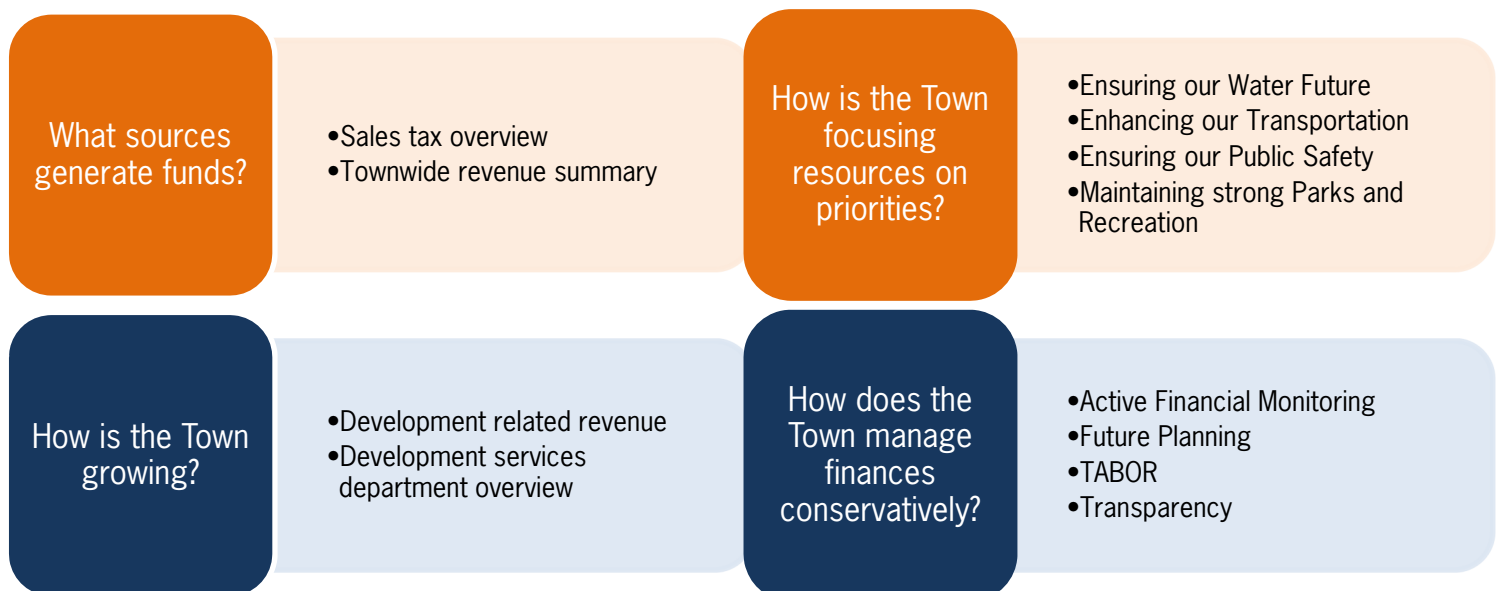 What sources
generate funds?
•Sales tax overview
•Townwide revenue summary
How is the Town
focusing
resources on
priorities?
•Ensuring our Water Future
•Enhancing our Transportation
•Ensuring our Public Safety
•Maintaining strong Parks and
Recreation
How is the Town
growing?
•Development related revenue
•Development services
department overview
How does the
Town manage
finances
conservatively?
•Active Financial Monitoring
•Future Planning
•TABOR
•Transparency